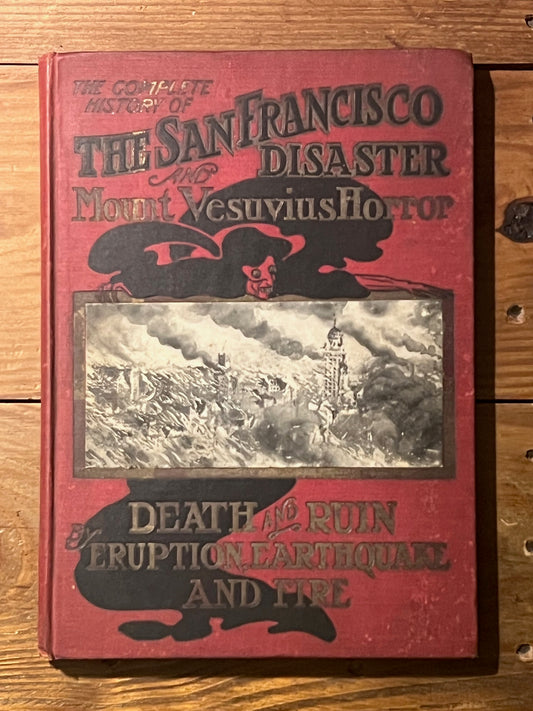 THE COMPLETE
HISTORY OF
THE SAN FRANCISCO
AND DISASTER
Mount Vesuvius Horror
DEATH AND RUIN
By ERUPTION, EARTHQUAKE
AND FIRE